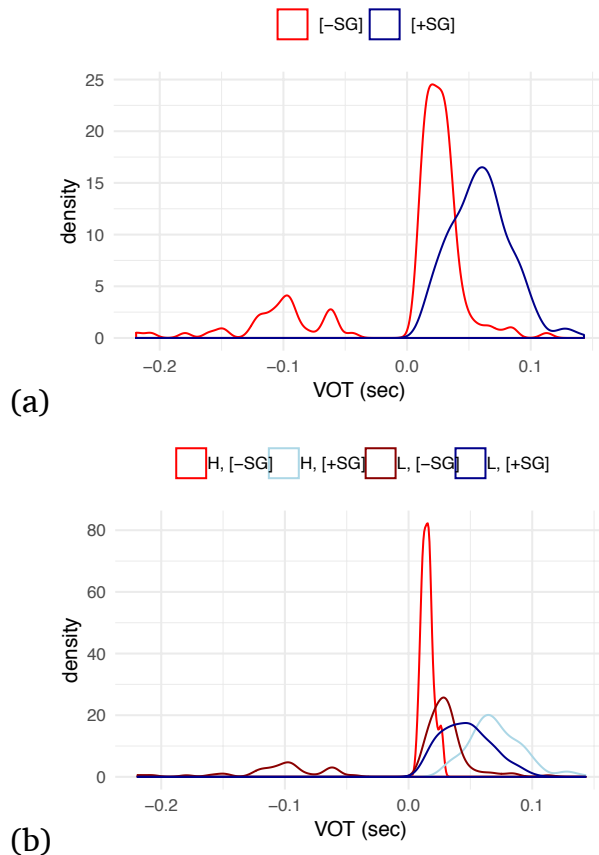 [−SG] [+SG]
25
20
15
10
5
0
density
−0.2 −0.1 0.0 0.1
VOT (sec)
(a)
H, [−SG] H, [+SG] L, [−SG] L, [+SG]
80
60
40
20
0
density
−0.2 −0.1 0.0 0.1
VOT (sec)
(b)